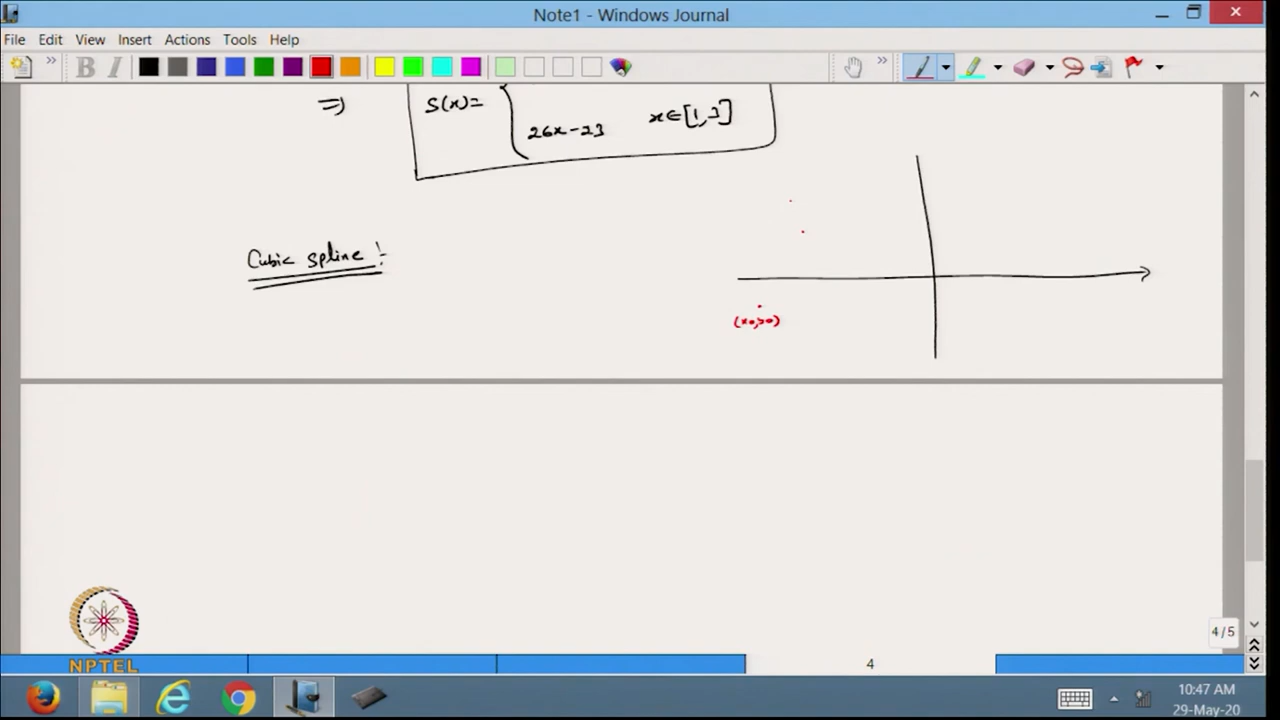 Note1 - Windows Journal
File Edit View Insert Actions Tools Help
B I
⇒ S(x)= {
26x-23 x∈[1,3]
Cubic spline :-
(x0,y0)
4/5
NPTEL
4
10:47 AM
29-May-20